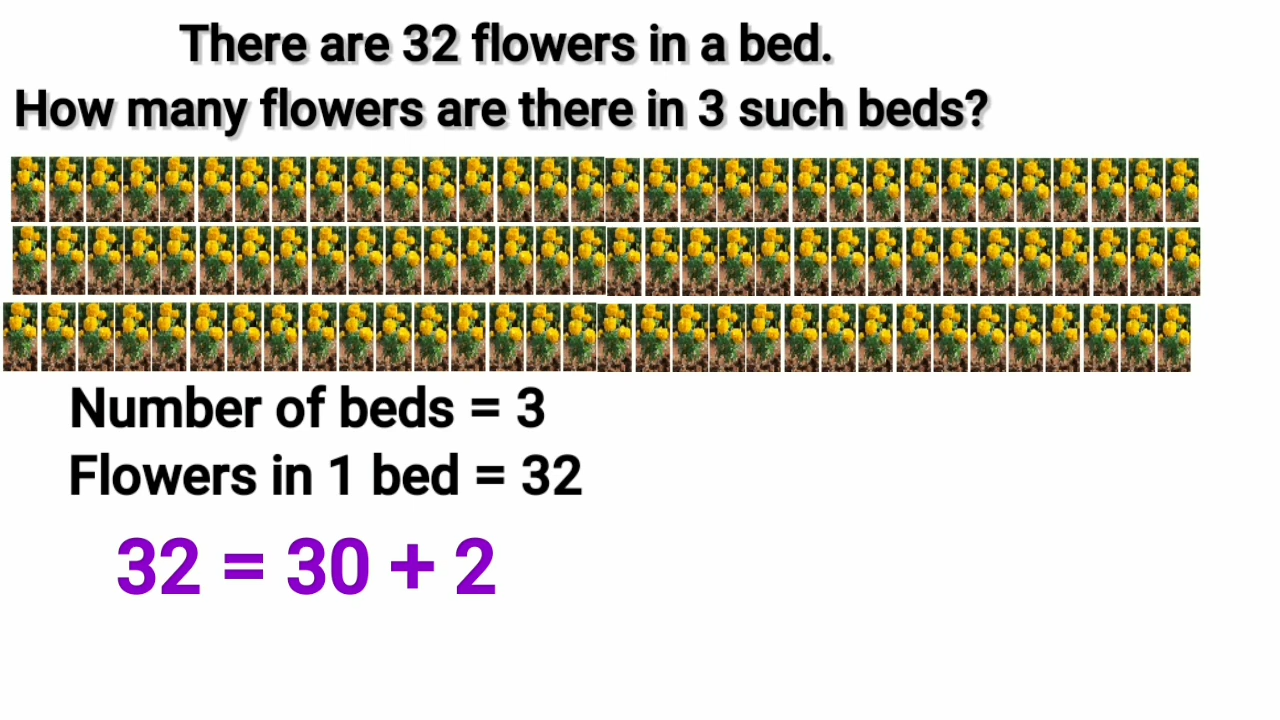 There are 32 flowers in a bed.
How many flowers are there in 3 such beds?
Number of beds = 3
Flowers in 1 bed = 32
32 = 30 + 2